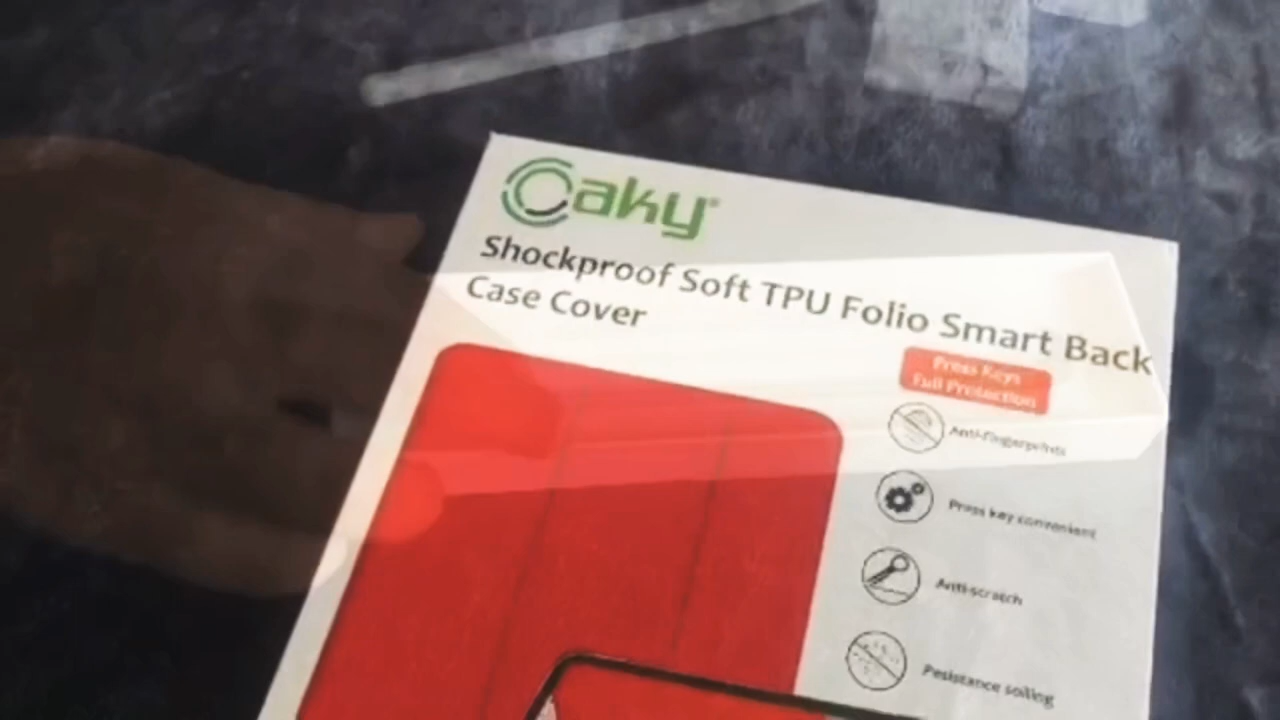 Caky
Shockproof Soft TPU Folio Smart Back
Case Cover
Press Keys
Full Protection
Anti-fingerprints
Press key convenient
Anti-scratch
Pesistance soiling